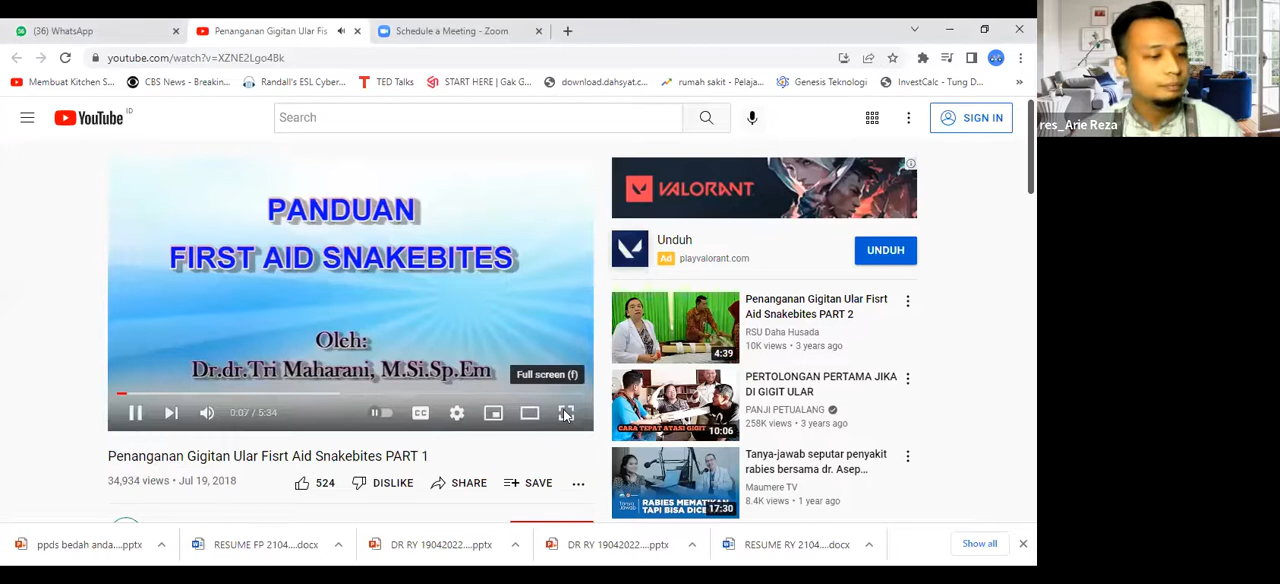 (36) WhatsApp
Penanganan Gigitan Ular Fis
Schedule a Meeting - Zoom
youtube.com/watch?v=XZNE2Lgo4Bk
Membuat Kitchen S...
CBS News - Breakin...
Randall's ESL Cyber...
TED Talks
START HERE | Gak G...
download.dahsyat.c...
rumah sakit - Pelaja...
Genesis Teknologi
InvestCalc - Tung D...
»
YouTube ID
Search
SIGN IN
res_Arie Reza
PANDUAN
FIRST AID SNAKEBITES
Oleh:
Dr.dr.Tri Maharani, M.Si.Sp.Em
Full screen (f)
0:07 / 5:34
CC
Penanganan Gigitan Ular Fisrt Aid Snakebites PART 1
34,934 views • Jul 19, 2018
524
DISLIKE
SHARE
SAVE
VALORANT
Unduh
Ad playvalorant.com
UNDUH
Penanganan Gigitan Ular Fisrt
Aid Snakebites PART 2
RSU Daha Husada
10K views • 3 years ago
4:39
PERTOLONGAN PERTAMA JIKA
DI GIGIT ULAR
PANJI PETUALANG
258K views • 3 years ago
CARA TEPAT ATASI GIGIT
10:06
Tanya-jawab seputar penyakit
rabies bersama dr. Asep...
Maumere TV
8.4K views • 1 year ago
RABIES MEMATIKAN
TAPI BISA DICE
17:30
ppds bedah anda....pptx
RESUME FP 2104....docx
DR RY 19042022....pptx
DR RY 19042022....pptx
RESUME RY 2104....docx
Show all